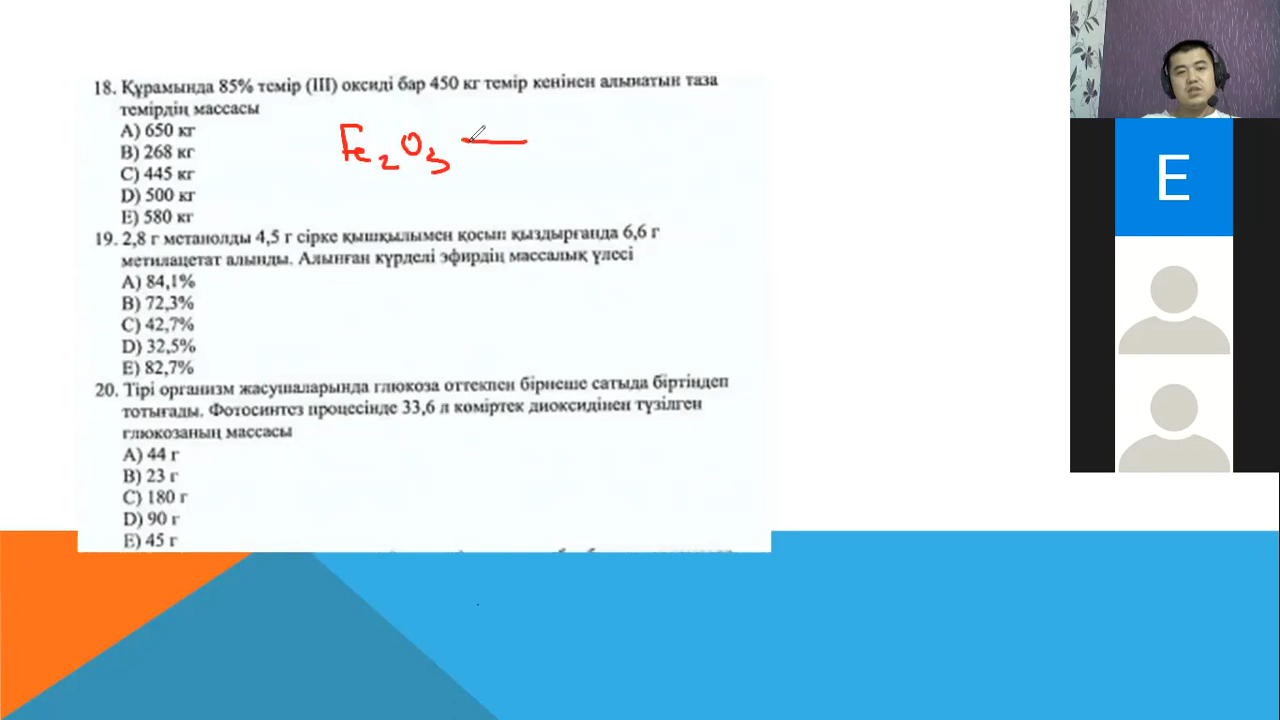 18. Құрамында 85% темір (III) оксиді бар 450 кг темір кенінен алынатын таза
темірдің массасы
A) 650 кг
B) 268 кг
C) 445 кг
D) 500 кг
E) 580 кг
Fe2O3
19. 2,8 г метанолды 4,5 г сірке қышқылымен қосып қыздырғанда 6,6 г
метилацетат алынды. Алынған күрделі эфирдің массалық үлесі
A) 84,1%
B) 72,3%
C) 42,7%
D) 32,5%
E) 82,7%
20. Тірі организм жасушаларында глюкоза оттекпен бірнеше сатыда біртіндеп
тотығады. Фотосинтез процесінде 33,6 л көміртек диоксидінен түзілген
глюкозаның массасы
A) 44 г
B) 23 г
C) 180 г
D) 90 г
E) 45 г
E